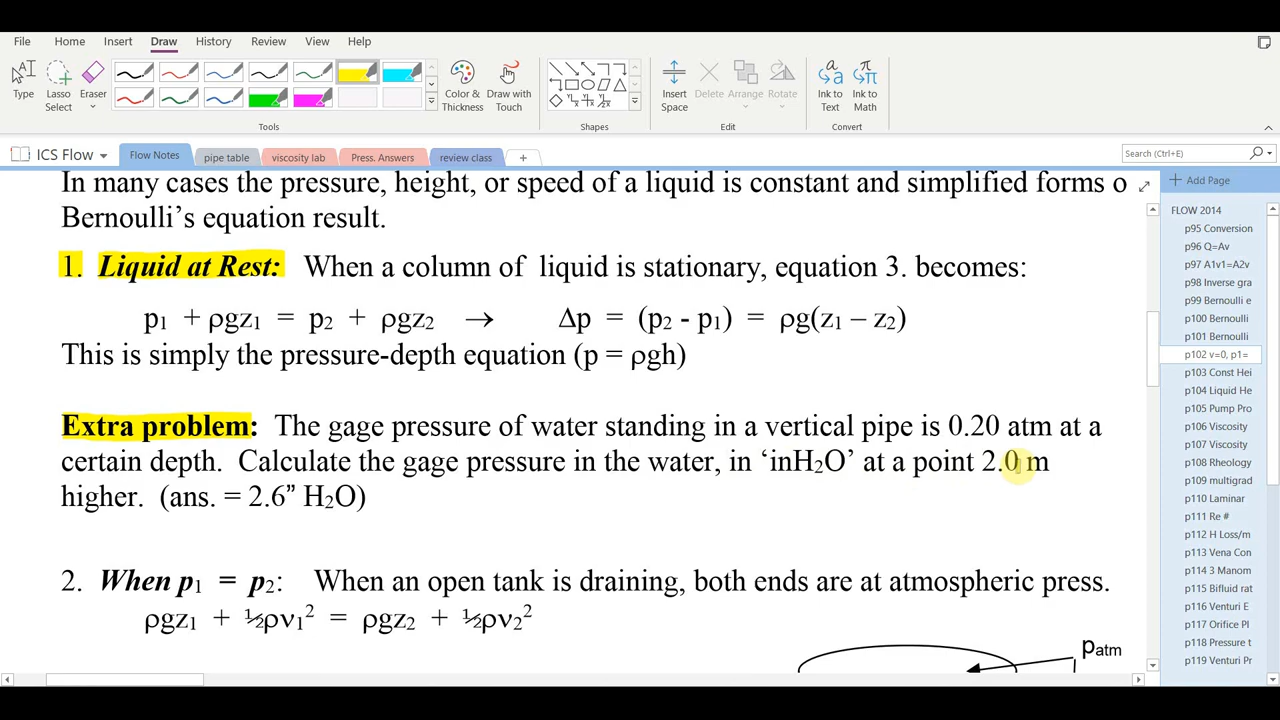 File Home Insert Draw History Review View Help
Type Lasso Select Eraser Color & Thickness Draw with Touch Insert Space Delete Arrange Rotate Ink to Text Ink to Math
Tools Shapes Edit Convert
ICS Flow Flow Notes pipe table viscosity lab Press. Answers review class + Search (Ctrl+E)
In many cases the pressure, height, or speed of a liquid is constant and simplified forms o
Bernoulli’s equation result.
1. Liquid at Rest: When a column of liquid is stationary, equation 3. becomes:
p₁ + ρgz₁ = p₂ + ρgz₂ → Δp = (p₂ - p₁) = ρg(z₁ – z₂)
This is simply the pressure-depth equation (p = ρgh)
Extra problem: The gage pressure of water standing in a vertical pipe is 0.20 atm at a
certain depth. Calculate the gage pressure in the water, in ‘inH₂O’ at a point 2.0 m
higher. (ans. = 2.6” H₂O)
2. When p₁ = p₂: When an open tank is draining, both ends are at atmospheric press.
ρgz₁ + ½ρν₁² = ρgz₂ + ½ρν₂²
patm
Add Page
FLOW 2014
p95 Conversion
p96 Q=Av
p97 A1v1=A2v
p98 Inverse gra
p99 Bernoulli e
p100 Bernoulli
p101 Bernoulli
p102 v=0, p1=
p103 Const Hei
p104 Liquid He
p105 Pump Pro
p106 Viscosity
p107 Viscosity
p108 Rheology
p109 multigrad
p110 Laminar
p111 Re #
p112 H Loss/m
p113 Vena Con
p114 3 Manom
p115 Bifluid rat
p116 Venturi E
p117 Orifice Pl
p118 Pressure t
p119 Venturi Pr